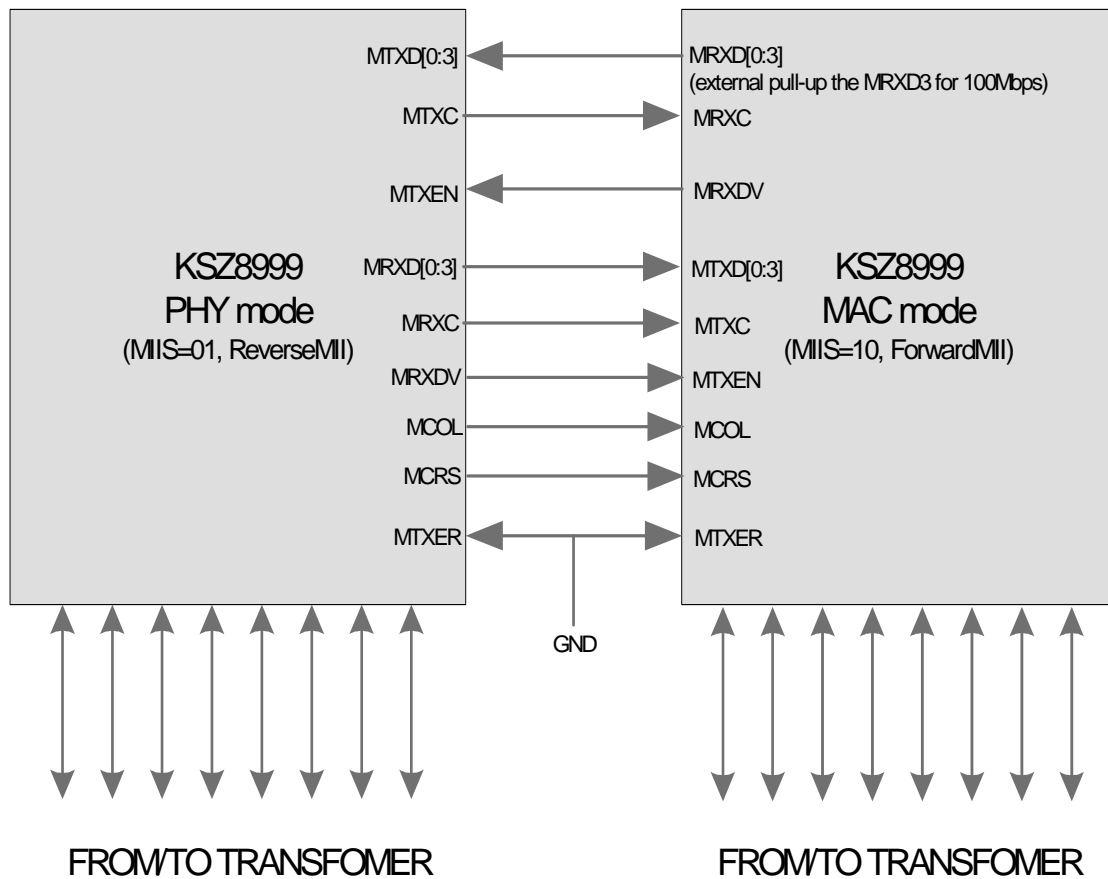 MTXD[0:3]
MRXD[0:3]
(external pull-up the MRXD3 for 100Mbps)
MTXC
MRXC
MTXEN
MRXDV
KSZ8999
PHY mode
(MIIS=01, ReverseMII)
MRXD[0:3]
MTXD[0:3]
KSZ8999
MAC mode
(MIIS=10, ForwardMII)
MRXC
MTXC
MRXDV
MTXEN
MCOL
MCOL
MCRS
MCRS
MTXER
MTXER
GND
FROM/TO TRANSFOMER
FROM/TO TRANSFOMER